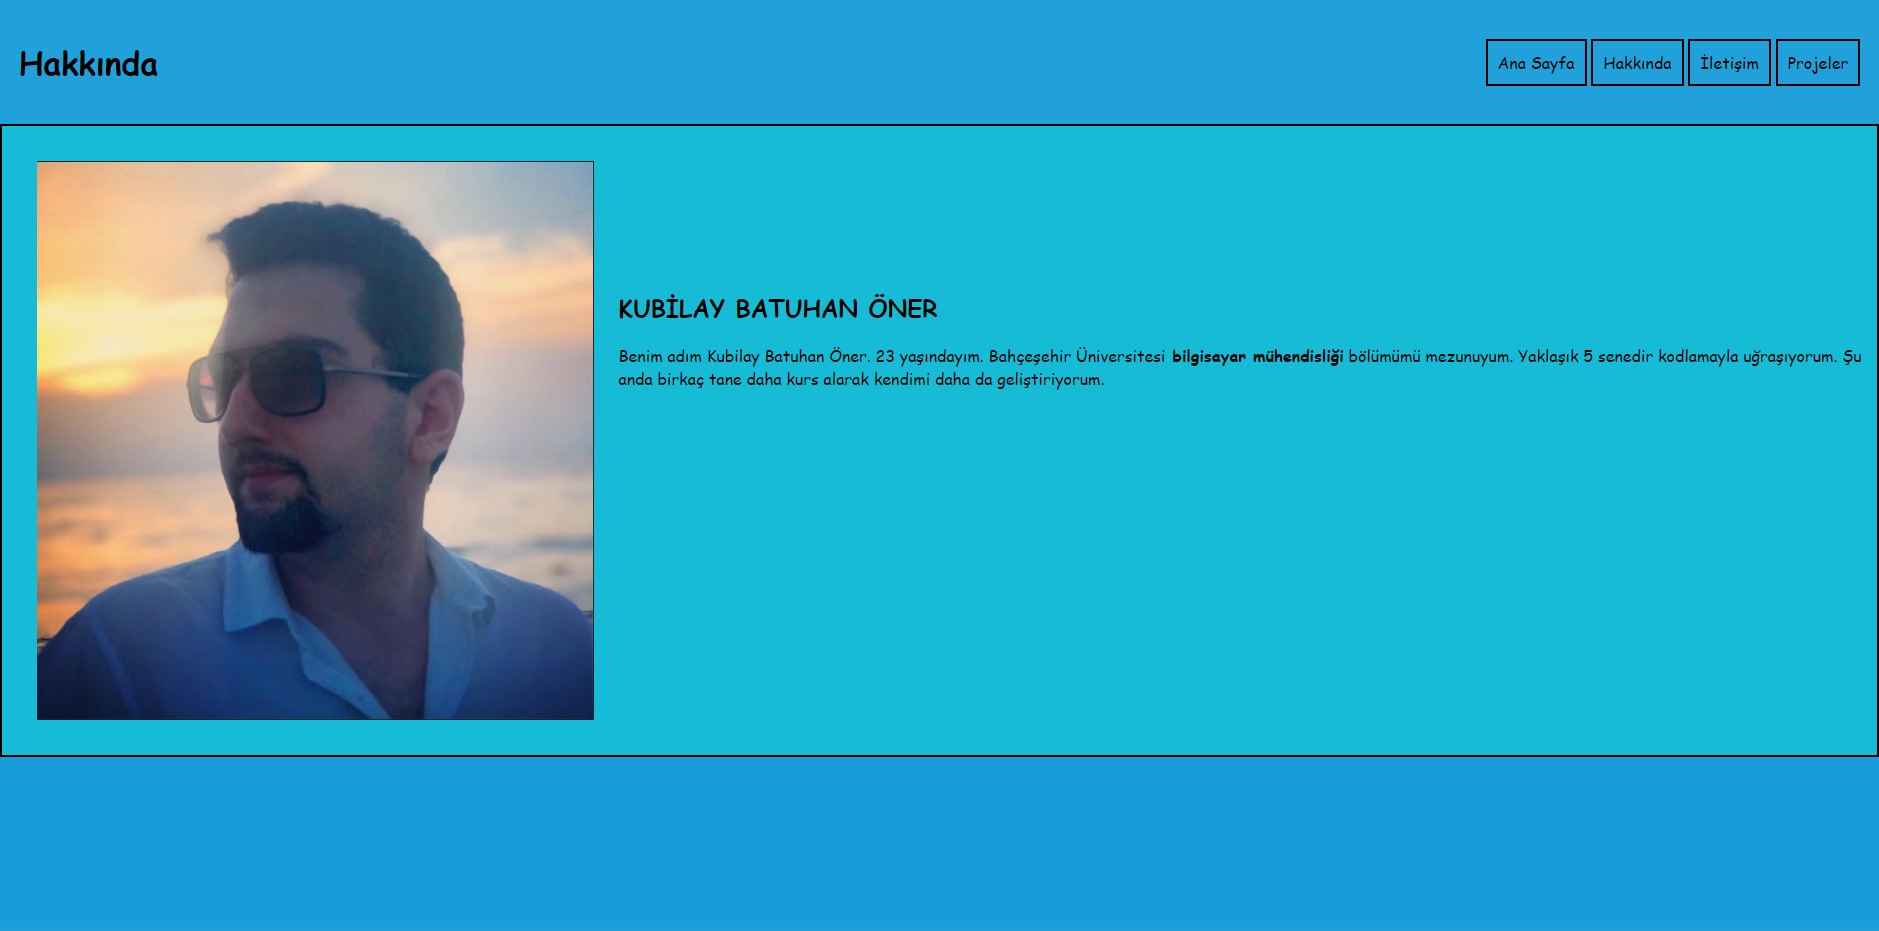 Hakkında
Ana Sayfa Hakkında İletişim Projeler
KUBİLAY BATUHAN ÖNER
Benim adım Kubilay Batuhan Öner. 23 yaşındayım. Bahçeşehir Üniversitesi bilgisayar mühendisliği bölümümü mezunuyum. Yaklaşık 5 senedir kodlamayla uğraşıyorum. Şu
anda birkaç tane daha kurs alarak kendimi daha da geliştiriyorum.